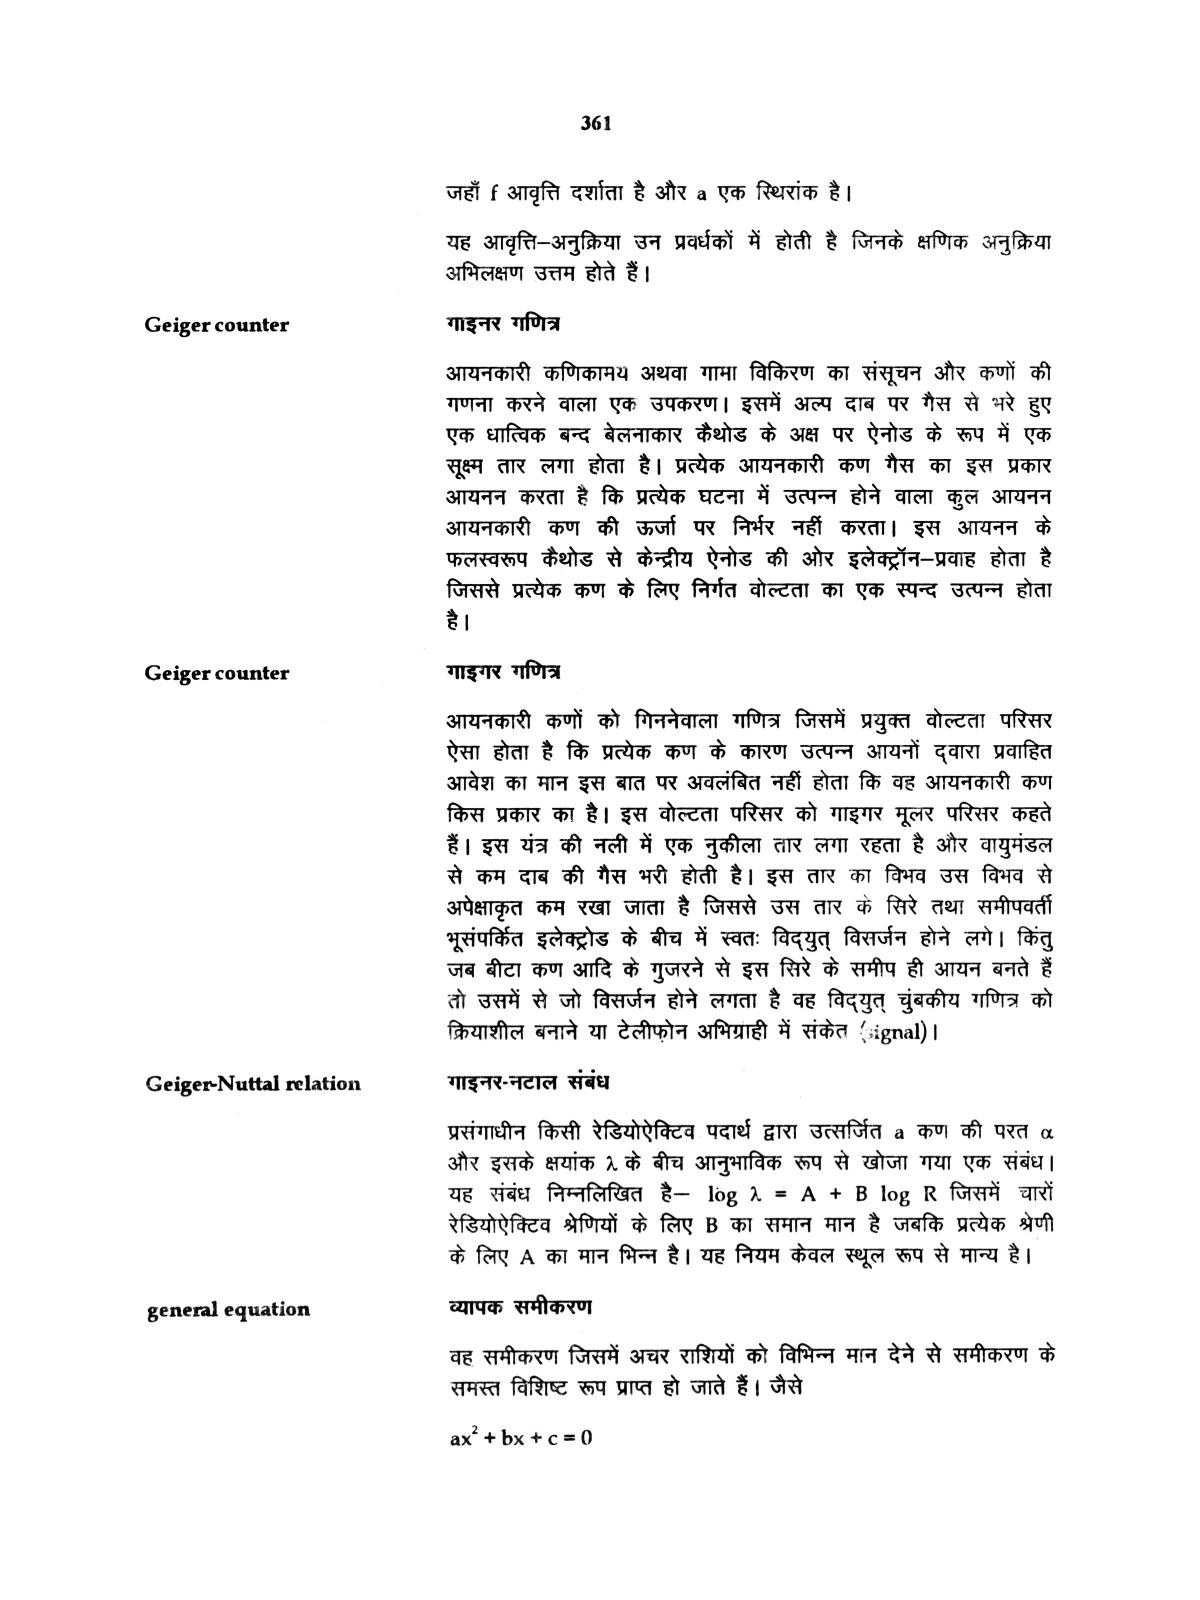 361
जहाँ f आवृत्ति दर्शाता है और a एक स्थिरांक है।
यह आवृत्ति–अनुक्रिया उन प्रवर्धकों में होती है जिनके क्षणिक अनुक्रिया
अभिलक्षण उत्तम होते हैं।
Geiger counter गाइनर गणित्र
आयनकारी कणिकामय अथवा गामा विकिरण का संसूचन और कणों की
गणना करने वाला एक उपकरण। इसमें अल्प दाब पर गैस से भरे हुए
एक धात्विक बन्द बेलनाकार कैथोड के अक्ष पर ऐनोड के रूप में एक
सूक्ष्म तार लगा होता है। प्रत्येक आयनकारी कण गैस का इस प्रकार
आयनन करता है कि प्रत्येक घटना में उत्पन्न होने वाला कुल आयनन
आयनकारी कण की ऊर्जा पर निर्भर नहीं करता। इस आयनन के
फलस्वरूप कैथोड से केन्द्रीय ऐनोड की ओर इलेक्ट्रॉन–प्रवाह होता है
जिससे प्रत्येक कण के लिए निर्गत वोल्टता का एक स्पन्द उत्पन्न होता
है।
Geiger counter गाइगर गणित्र
आयनकारी कणों को गिननेवाला गणित्र जिसमें प्रयुक्त वोल्टता परिसर
ऐसा होता है कि प्रत्येक कण के कारण उत्पन्न आयनों द्वारा प्रवाहित
आवेश का मान इस बात पर अवलंबित नहीं होता कि वह आयनकारी कण
किस प्रकार का है। इस वोल्टता परिसर को गाइगर मूलर परिसर कहते
हैं। इस यंत्र की नली में एक नुकीला तार लगा रहता है और वायुमंडल
से कम दाब की गैस भरी होती है। इस तार का विभव उस विभव से
अपेक्षाकृत कम रखा जाता है जिससे उस तार के सिरे तथा समीपवर्ती
भूसंपर्कित इलेक्ट्रोड के बीच में स्वतः विद्युत् विसर्जन होने लगे। किंतु
जब बीटा कण आदि के गुजरने से इस सिरे के समीप ही आयन बनते हैं
तो उसमें से जो विसर्जन होने लगता है वह विद्युत् चुंबकीय गणित्र को
क्रियाशील बनाने या टेलीफ़ोन अभिग्राही में संकेत (signal)।
Geiger-Nuttal relation गाइनर-नटाल संबंध
प्रसंगाधीन किसी रेडियोऐक्टिव पदार्थ द्वारा उत्सर्जित a कण की परत α
और इसके क्षयांक λ के बीच आनुभाविक रूप से खोजा गया एक संबंध।
यह संबंध निम्नलिखित है– log λ = A + B log R जिसमें चारों
रेडियोऐक्टिव श्रेणियों के लिए B का समान मान है जबकि प्रत्येक श्रेणी
के लिए A का मान भिन्न है। यह नियम केवल स्थूल रूप से मान्य है।
general equation व्यापक समीकरण
वह समीकरण जिसमें अचर राशियों को विभिन्न मान देने से समीकरण के
समस्त विशिष्ट रूप प्राप्त हो जाते हैं। जैसे
ax² + bx + c = 0